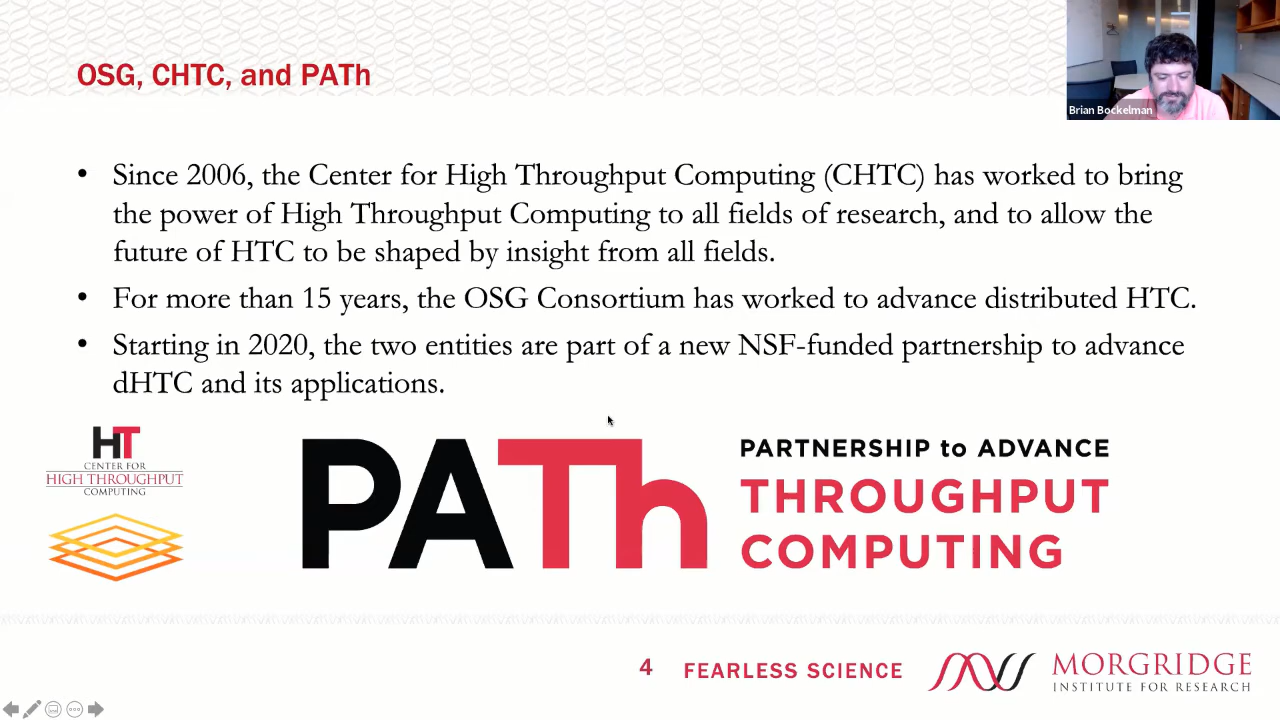 OSG, CHTC, and PATh
Brian Bockelman
• Since 2006, the Center for High Throughput Computing (CHTC) has worked to bring
the power of High Throughput Computing to all fields of research, and to allow the
future of HTC to be shaped by insight from all fields.
• For more than 15 years, the OSG Consortium has worked to advance distributed HTC.
• Starting in 2020, the two entities are part of a new NSF-funded partnership to advance
dHTC and its applications.
HT
CENTER FOR
HIGH THROUGHPUT
COMPUTING
PATh
PARTNERSHIP to ADVANCE
THROUGHPUT
COMPUTING
4 FEARLESS SCIENCE
MORGRIDGE
INSTITUTE FOR RESEARCH